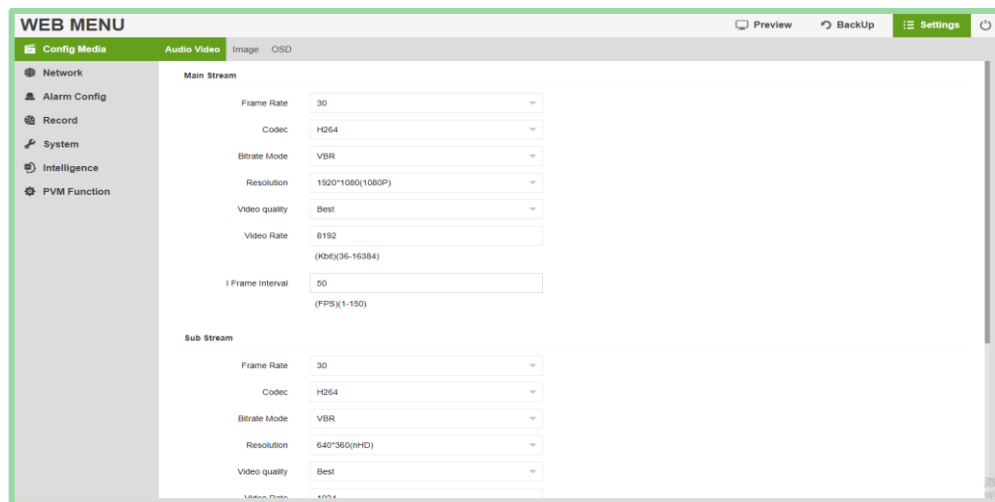 WEB MENU
Preview
BackUp
Settings
Config Media
Network
Alarm Config
Record
System
Intelligence
PVM Function
Audio Video Image OSD
Main Stream
Frame Rate 30
Codec H264
Bitrate Mode VBR
Resolution 1920*1080(1080P)
Video quality Best
Video Rate 8192
(Kbit)(36-16384)
I Frame Interval 50
(FPS)(1-150)
Sub Stream
Frame Rate 30
Codec H264
Bitrate Mode VBR
Resolution 640*360(nHD)
Video quality Best
Video Rate 1024